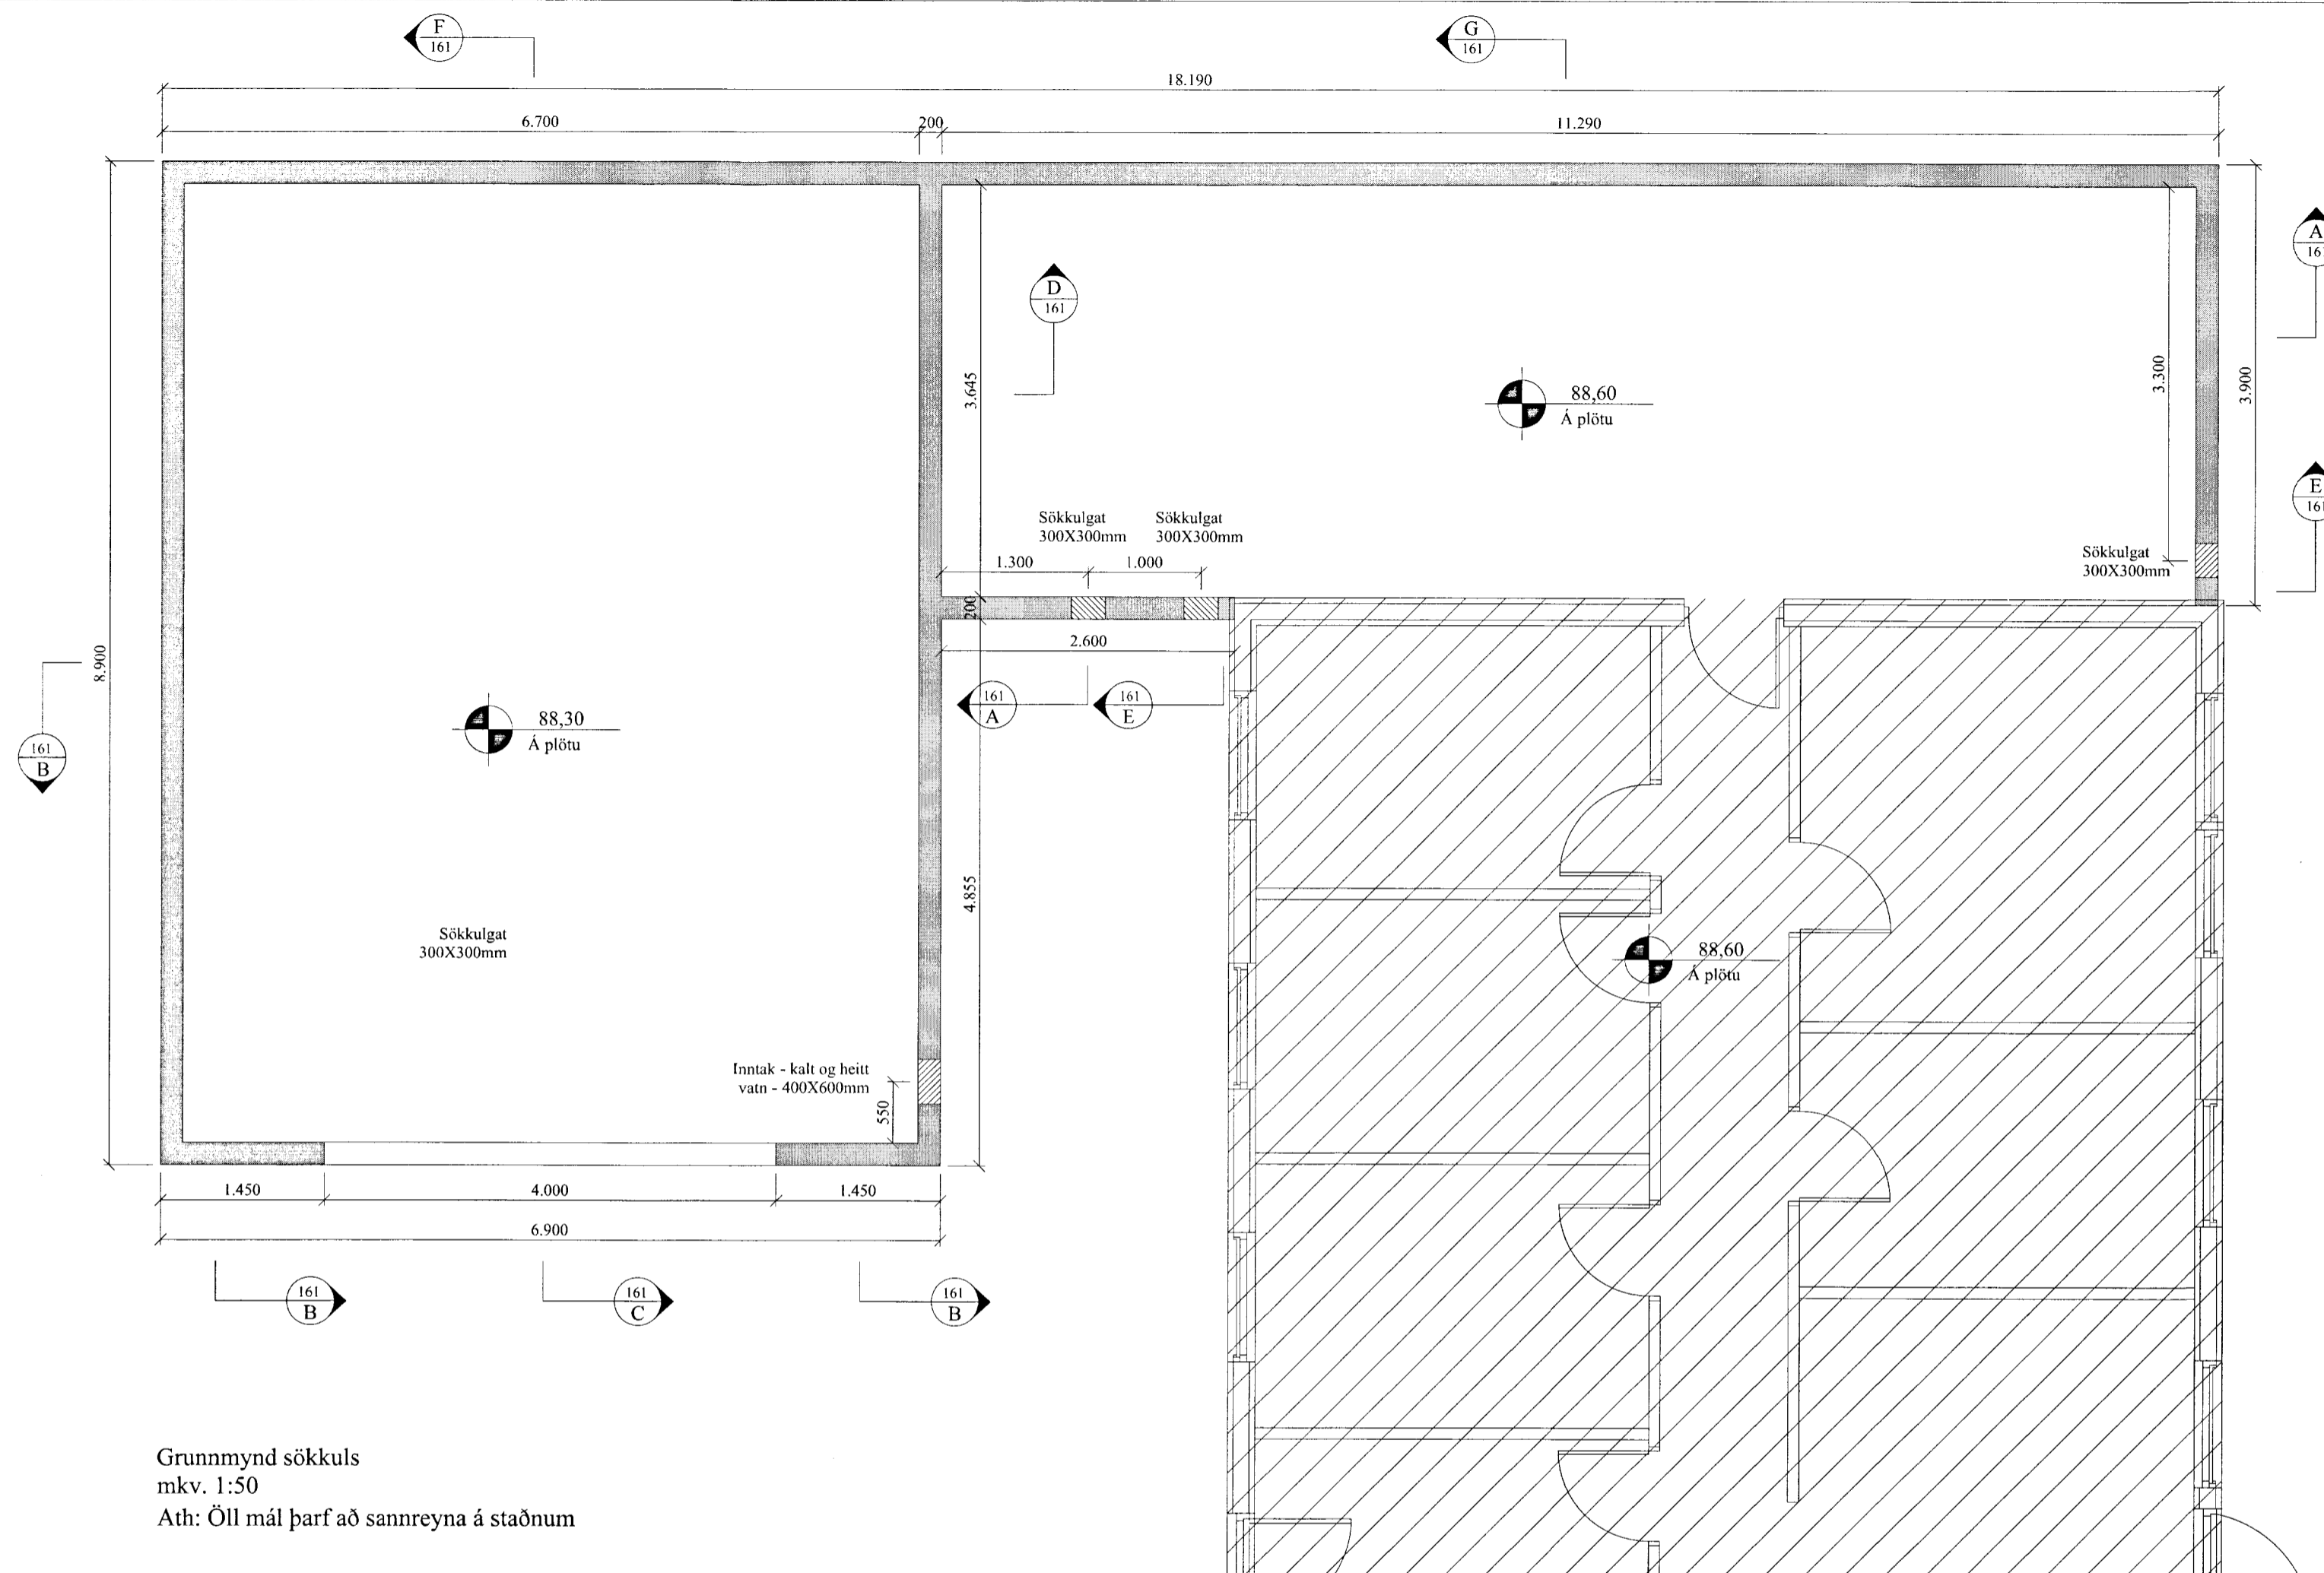 F
161
G
161
18.190
6.700
200
11.290
A
D
161
3.645
3.300
3.900
8.900
88,60
Á plötu
E
Sökkulgat
300X300mm
Sökkulgat
300X300mm
1.300
1.000
Sökkulgat
300X300mm
200
2.600
161
A
161
E
161
B
88,30
Á plötu
4.855
Sökkulgat
300X300mm
88,60
Á plötu
Inntak - kalt og heitt
vatn - 400X600mm
550
1.450
4.000
1.450
6.900
161
B
161
C
161
B
Grunnmynd sökkuls
mkv. 1:50
Ath: Öll mál þarf að sannreyna á staðnum